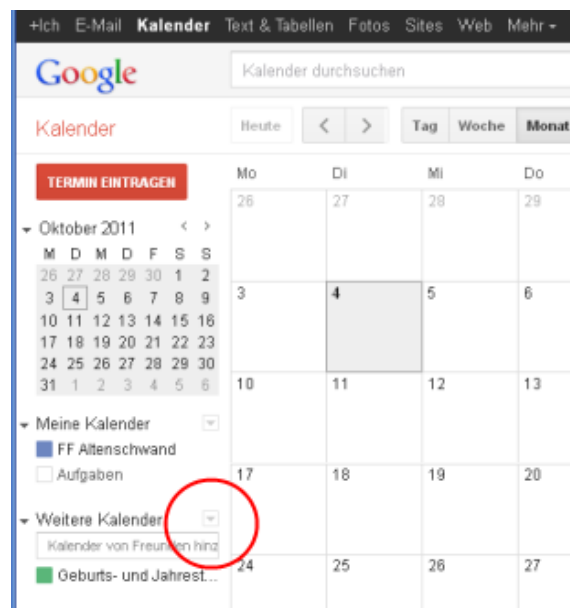 +Ich E-Mail Kalender Text & Tabellen Fotos Sites Web Mehr
Google
Kalender durchsuchen
Kalender
Heute < > Tag Woche Monat
TERMIN EINTRAGEN
Mo Di Mi Do
26 27 28 29
Oktober 2011 < >
M D M D F S S
26 27 28 29 30 1 2
3 4 5 6 7 8 9
10 11 12 13 14 15 16
17 18 19 20 21 22 23
24 25 26 27 28 29 30
31 1 2 3 4 5 6
3 4 5 6
10 11 12 13
Meine Kalender
FF Altenschwand
Aufgaben
17 18 19 20
Weitere Kalender
Kalender von Freunden hinz
Geburts- und Jahrest...
24 25 26 27